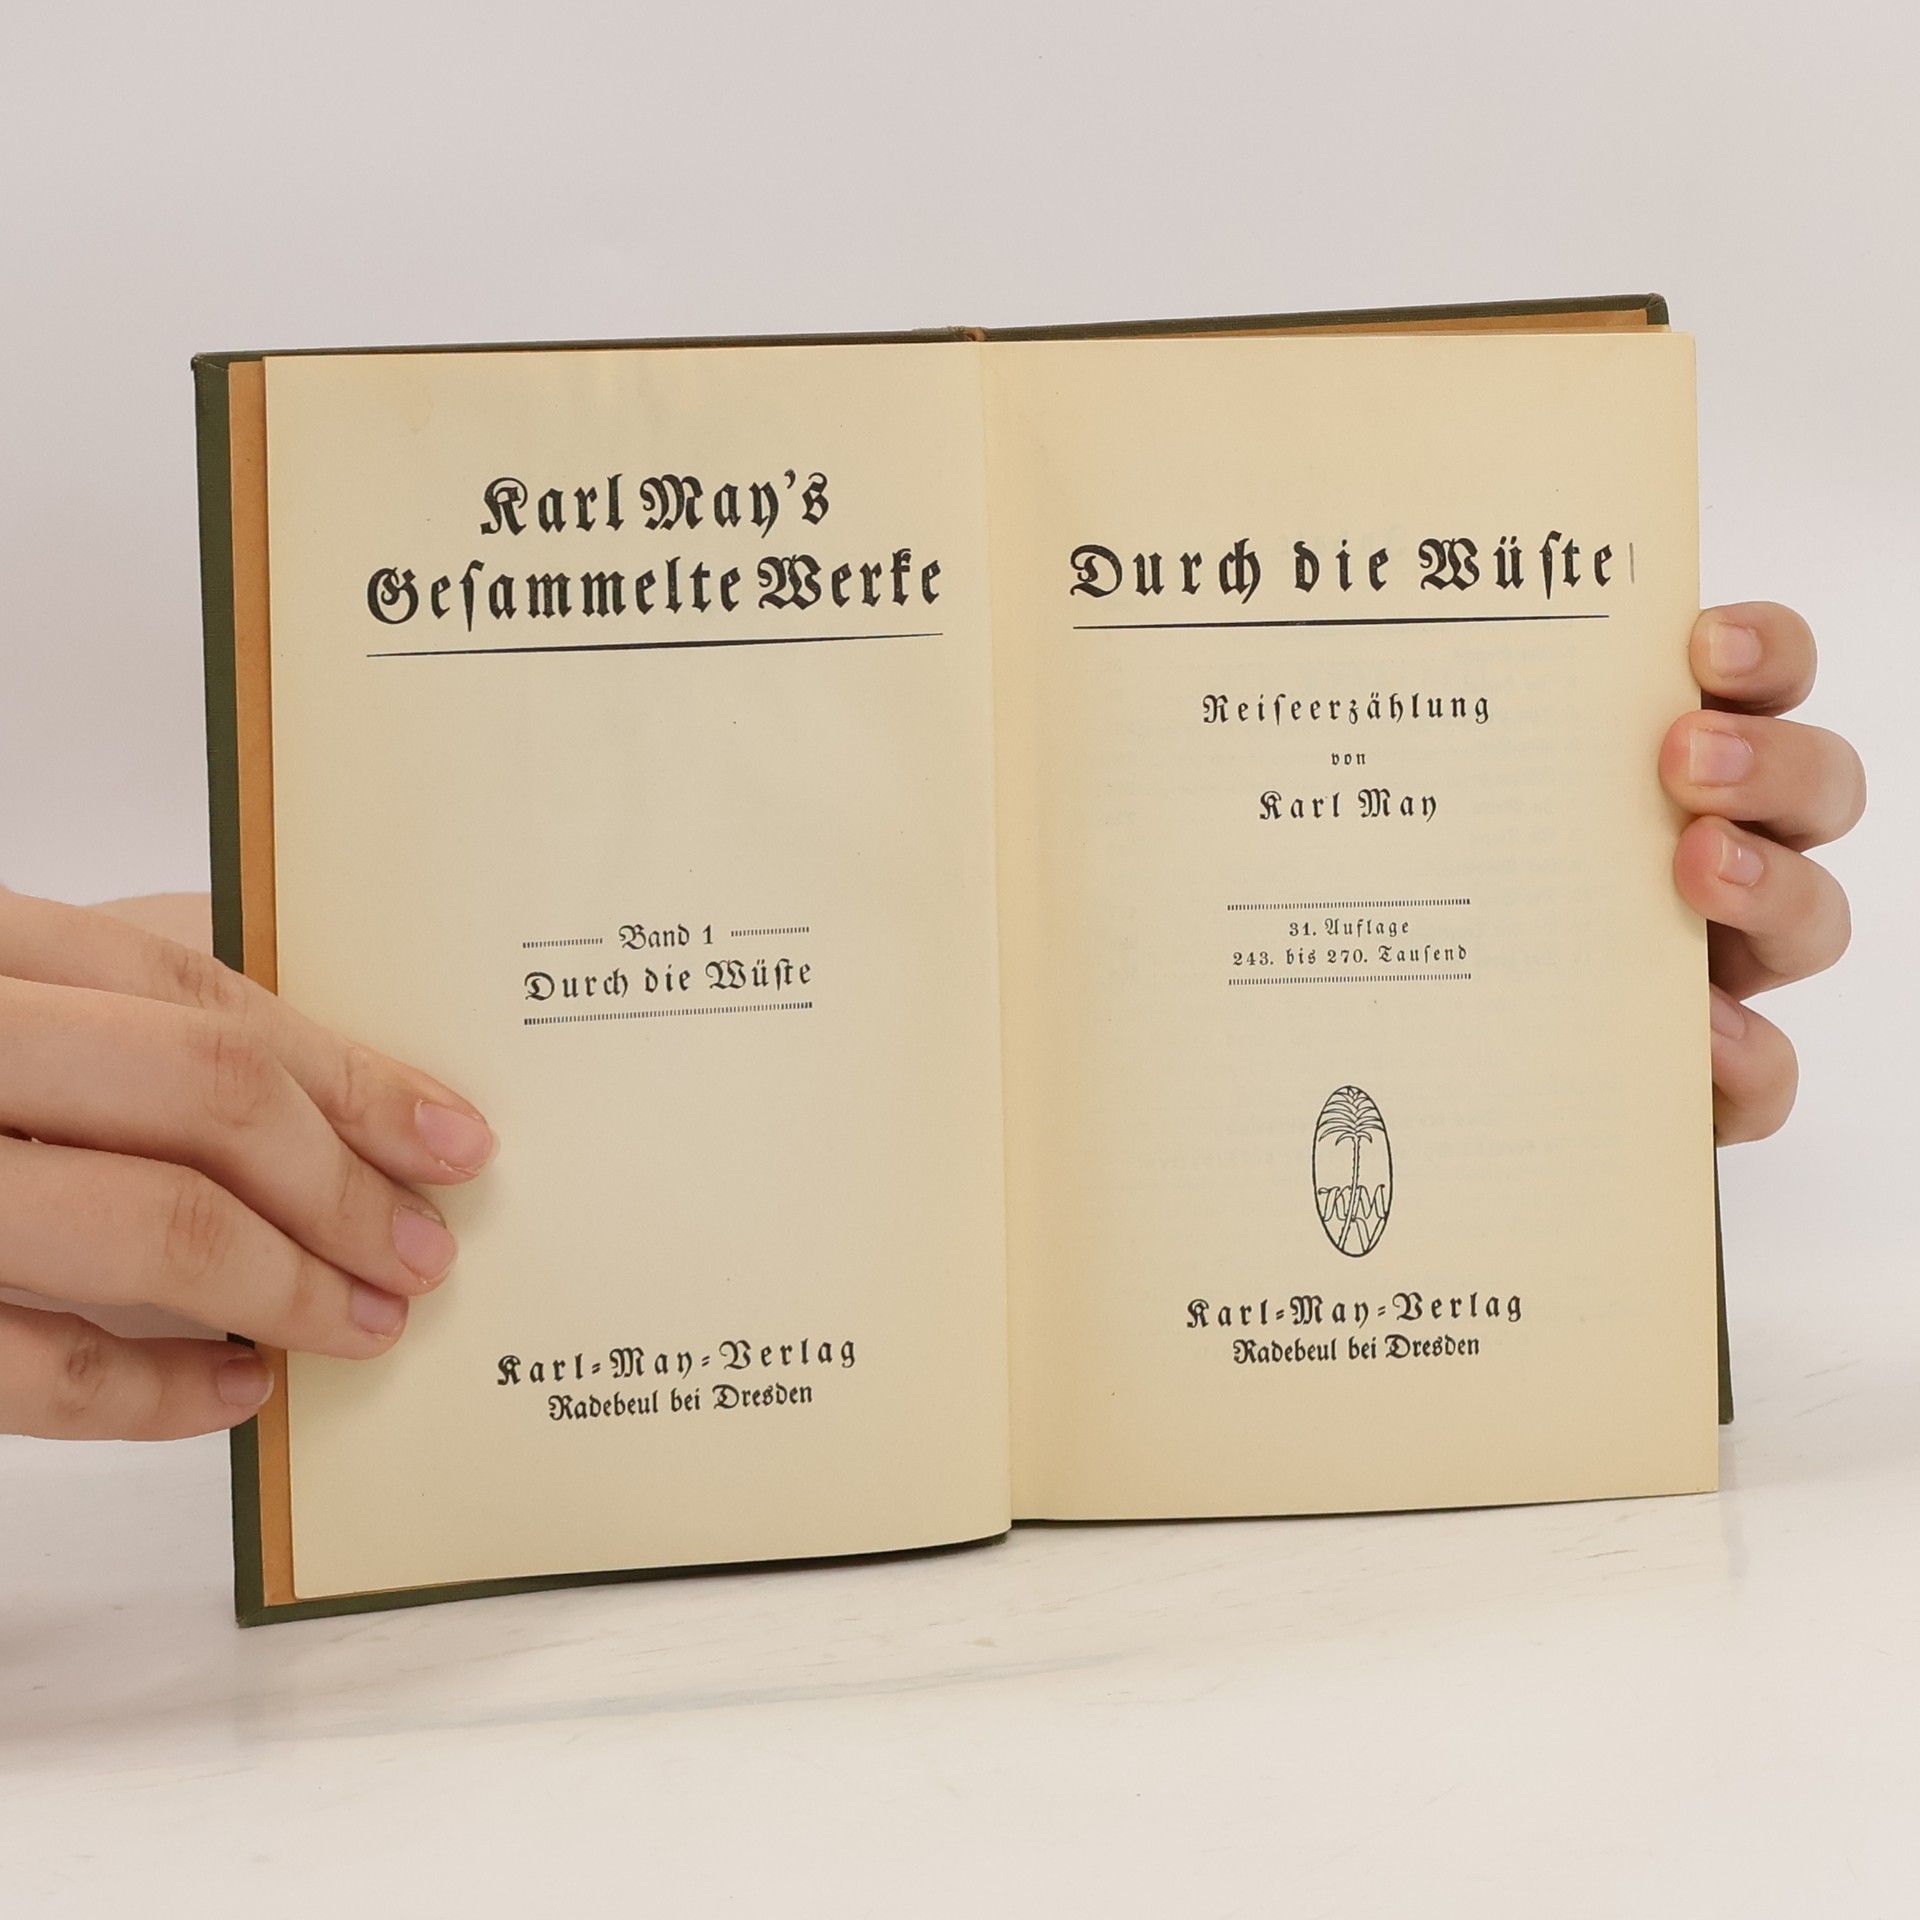 Karl May's
Geſammelte Werke
Band 1
Durch die Wüſte
Karl=May=Verlag
Radebeul bei Dresden
Durch die Wüſte
Reiſeerzählung
von
Karl May
31. Auflage
243. bis 270. Tauſend
KM
V
Karl=May=Verlag
Radebeul bei Dresden